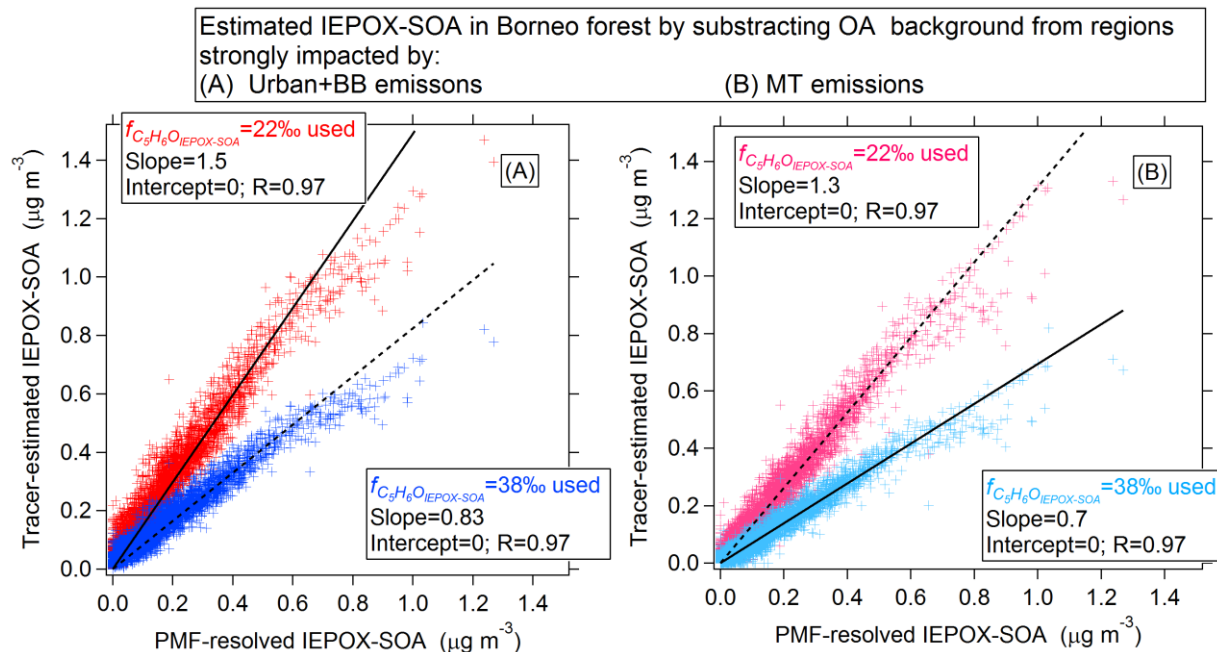 Estimated IEPOX-SOA in Borneo forest by substracting OA background from regions
strongly impacted by:
(A) Urban+BB emissons (B) MT emissions
fC5H6OIEPOX-SOA=22‰ used
Slope=1.5
Intercept=0; R=0.97
(A)
1.4
1.2
1.0
0.8
0.6
0.4
0.2
0.0
Tracer-estimated IEPOX-SOA (µg m-3)
fC5H6OIEPOX-SOA=38‰ used
Slope=0.83
Intercept=0; R=0.97
0.0 0.2 0.4 0.6 0.8 1.0 1.2 1.4
PMF-resolved IEPOX-SOA (µg m-3)
fC5H6OIEPOX-SOA=22‰ used
Slope=1.3
Intercept=0; R=0.97
(B)
1.4
1.2
1.0
0.8
0.6
0.4
0.2
0.0
Tracer-estimated IEPOX-SOA (µg m-3)
fC5H6OIEPOX-SOA=38‰ used
Slope=0.7
Intercept=0; R=0.97
0.0 0.2 0.4 0.6 0.8 1.0 1.2 1.4
PMF-resolved IEPOX-SOA (µg m-3)